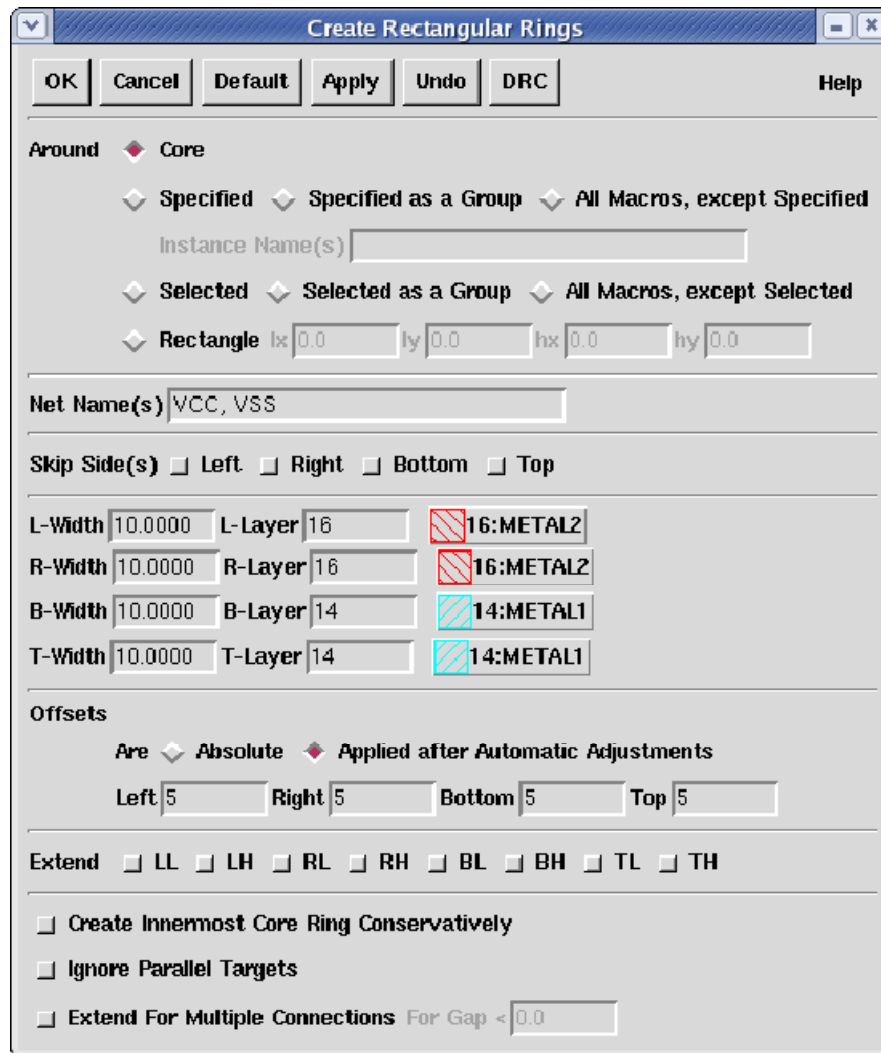 Create Rectangular Rings
OK Cancel Default Apply Undo DRC Help
Around Core
Specified Specified as a Group All Macros, except Specified
Instance Name(s)
Selected Selected as a Group All Macros, except Selected
Rectangle lx 0.0 ly 0.0 hx 0.0 hy 0.0
Net Name(s) VCC, VSS
Skip Side(s) Left Right Bottom Top
L-Width 10.0000 L-Layer 16 16:METAL2
R-Width 10.0000 R-Layer 16 16:METAL2
B-Width 10.0000 B-Layer 14 14:METAL1
T-Width 10.0000 T-Layer 14 14:METAL1
Offsets
Are Absolute Applied after Automatic Adjustments
Left 5 Right 5 Bottom 5 Top 5
Extend LL LH RL RH BL BH TL TH
Create Innermost Core Ring Conservatively
Ignore Parallel Targets
Extend For Multiple Connections For Gap < 0.0